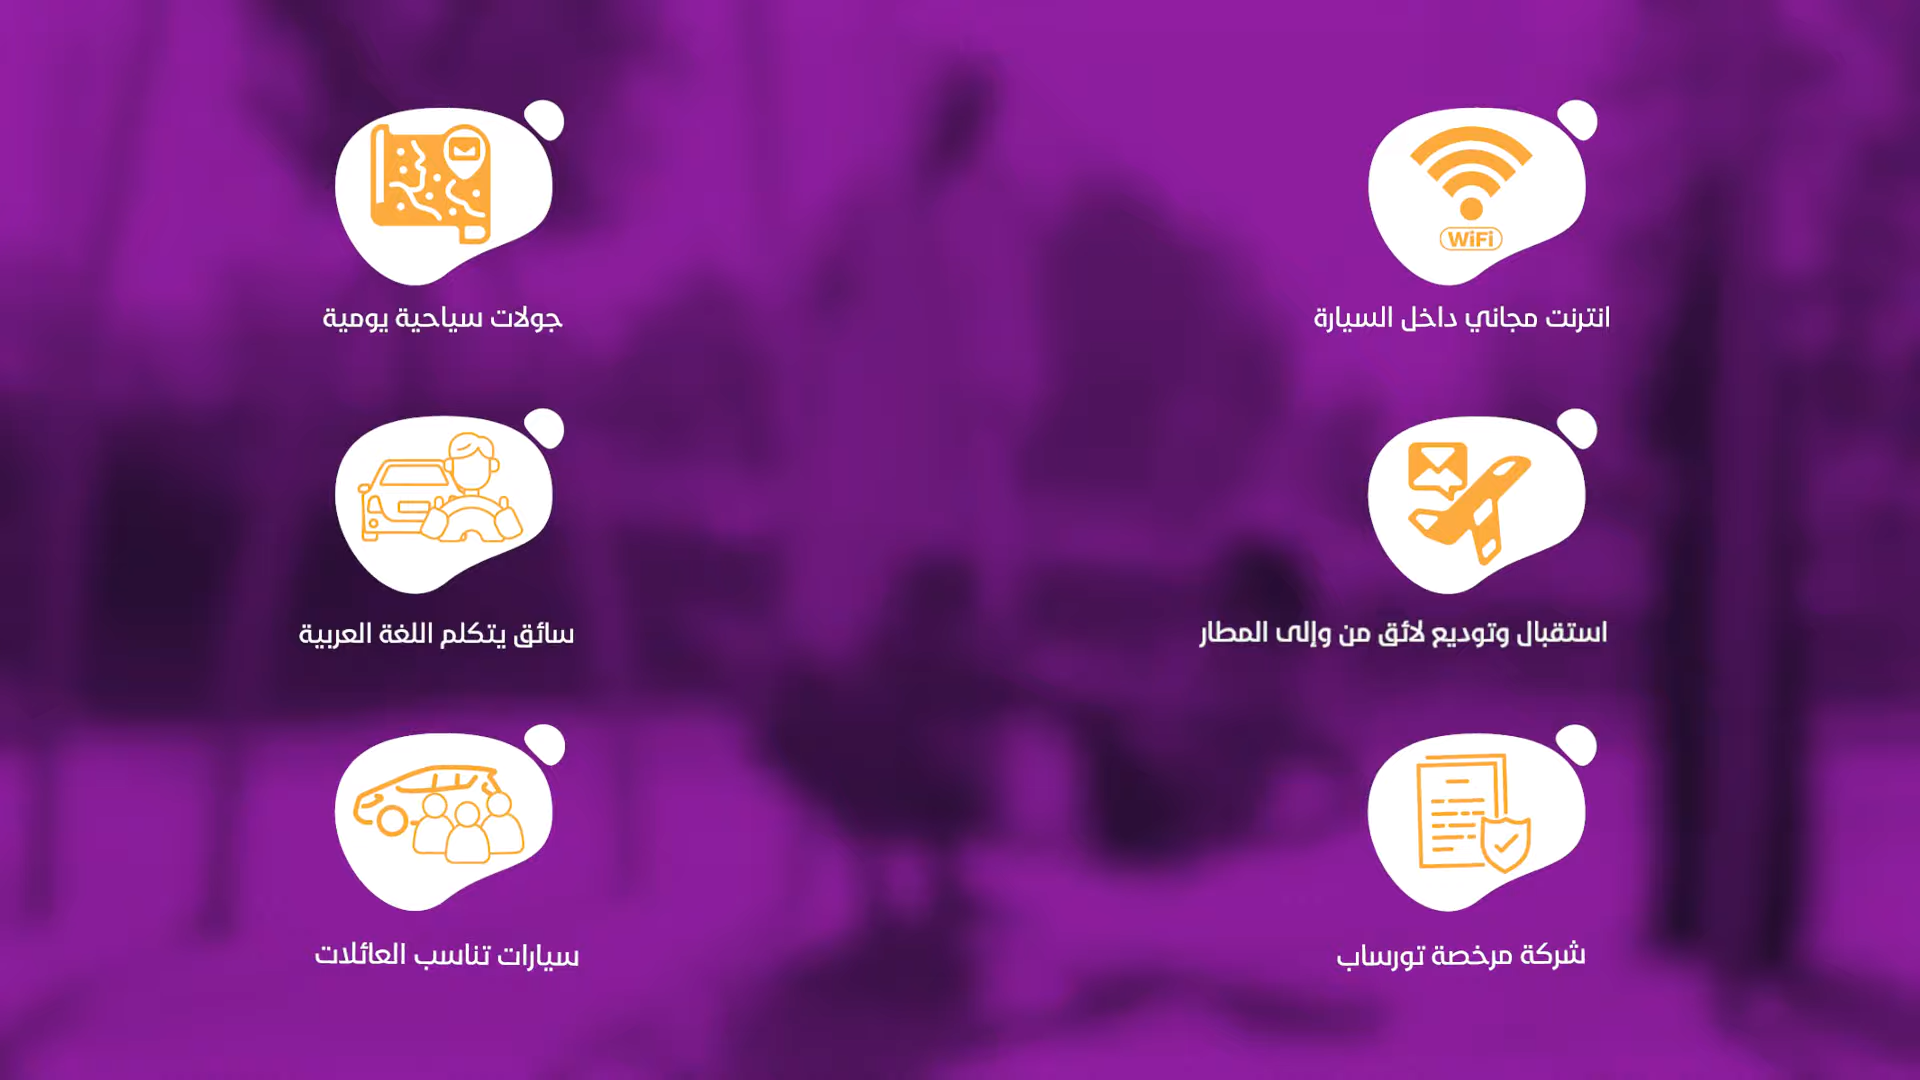 WiFi
انترنت مجاني داخل السيارة
جولات سياحية يومية
استقبال وتوديع لائق من وإلى المطار
سائق يتكلم اللغة العربية
شركة مرخصة تورساب
سيارات تناسب العائلات